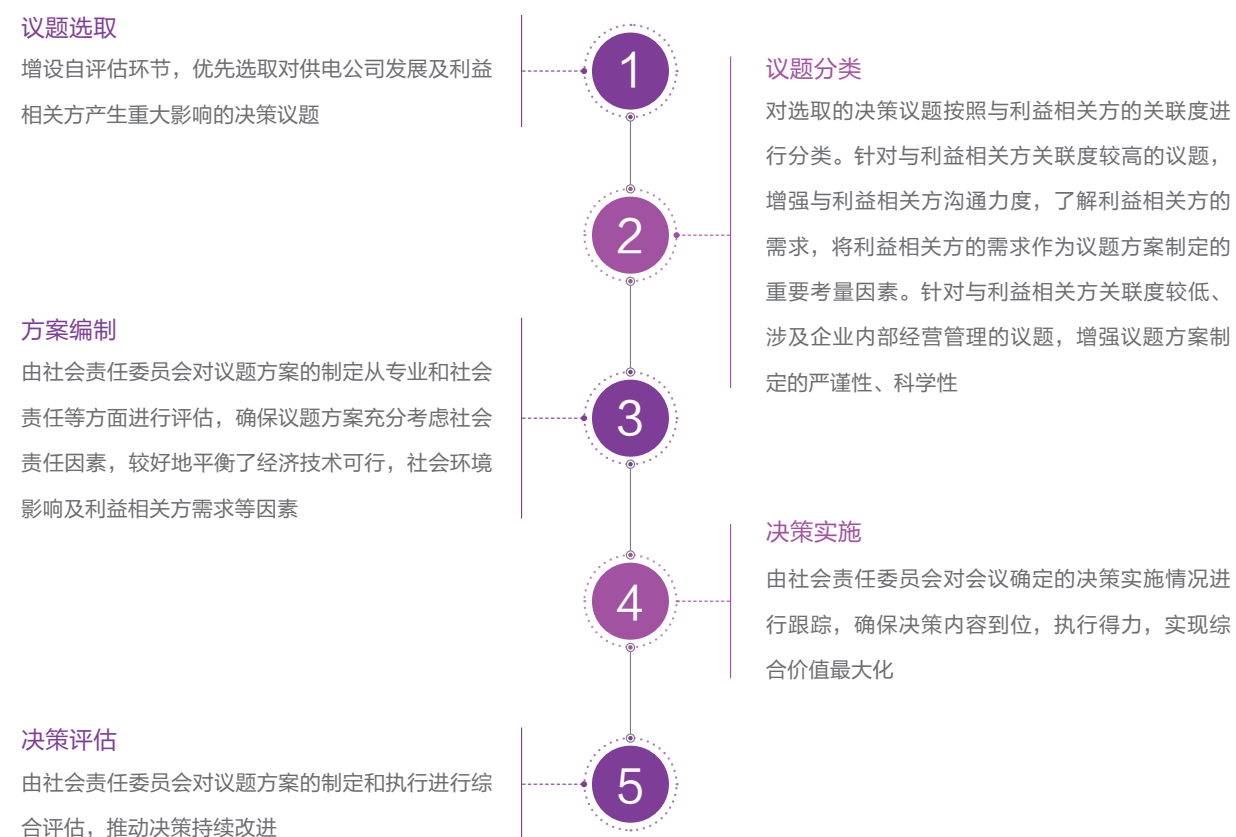 议题选取
增设自评估环节，优先选取对供电公司发展及利益
相关方产生重大影响的决策议题
1
议题分类
对选取的决策议题按照与利益相关方的关联度进
行分类。针对与利益相关方关联度较高的议题，
增强与利益相关方沟通力度，了解利益相关方的
需求，将利益相关方的需求作为议题方案制定的
重要考量因素。针对与利益相关方关联度较低、
涉及企业内部经营管理的议题，增强议题方案制
定的严谨性、科学性
2
方案编制
由社会责任委员会对议题方案的制定从专业和社会
责任等方面进行评估，确保议题方案充分考虑社会
责任因素，较好地平衡了经济技术可行，社会环境
影响及利益相关方需求等因素
3
决策实施
由社会责任委员会对会议确定的决策实施情况进
行跟踪，确保决策内容到位，执行得力，实现综
合价值最大化
4
决策评估
由社会责任委员会对议题方案的制定和执行进行综
合评估，推动决策持续改进
5